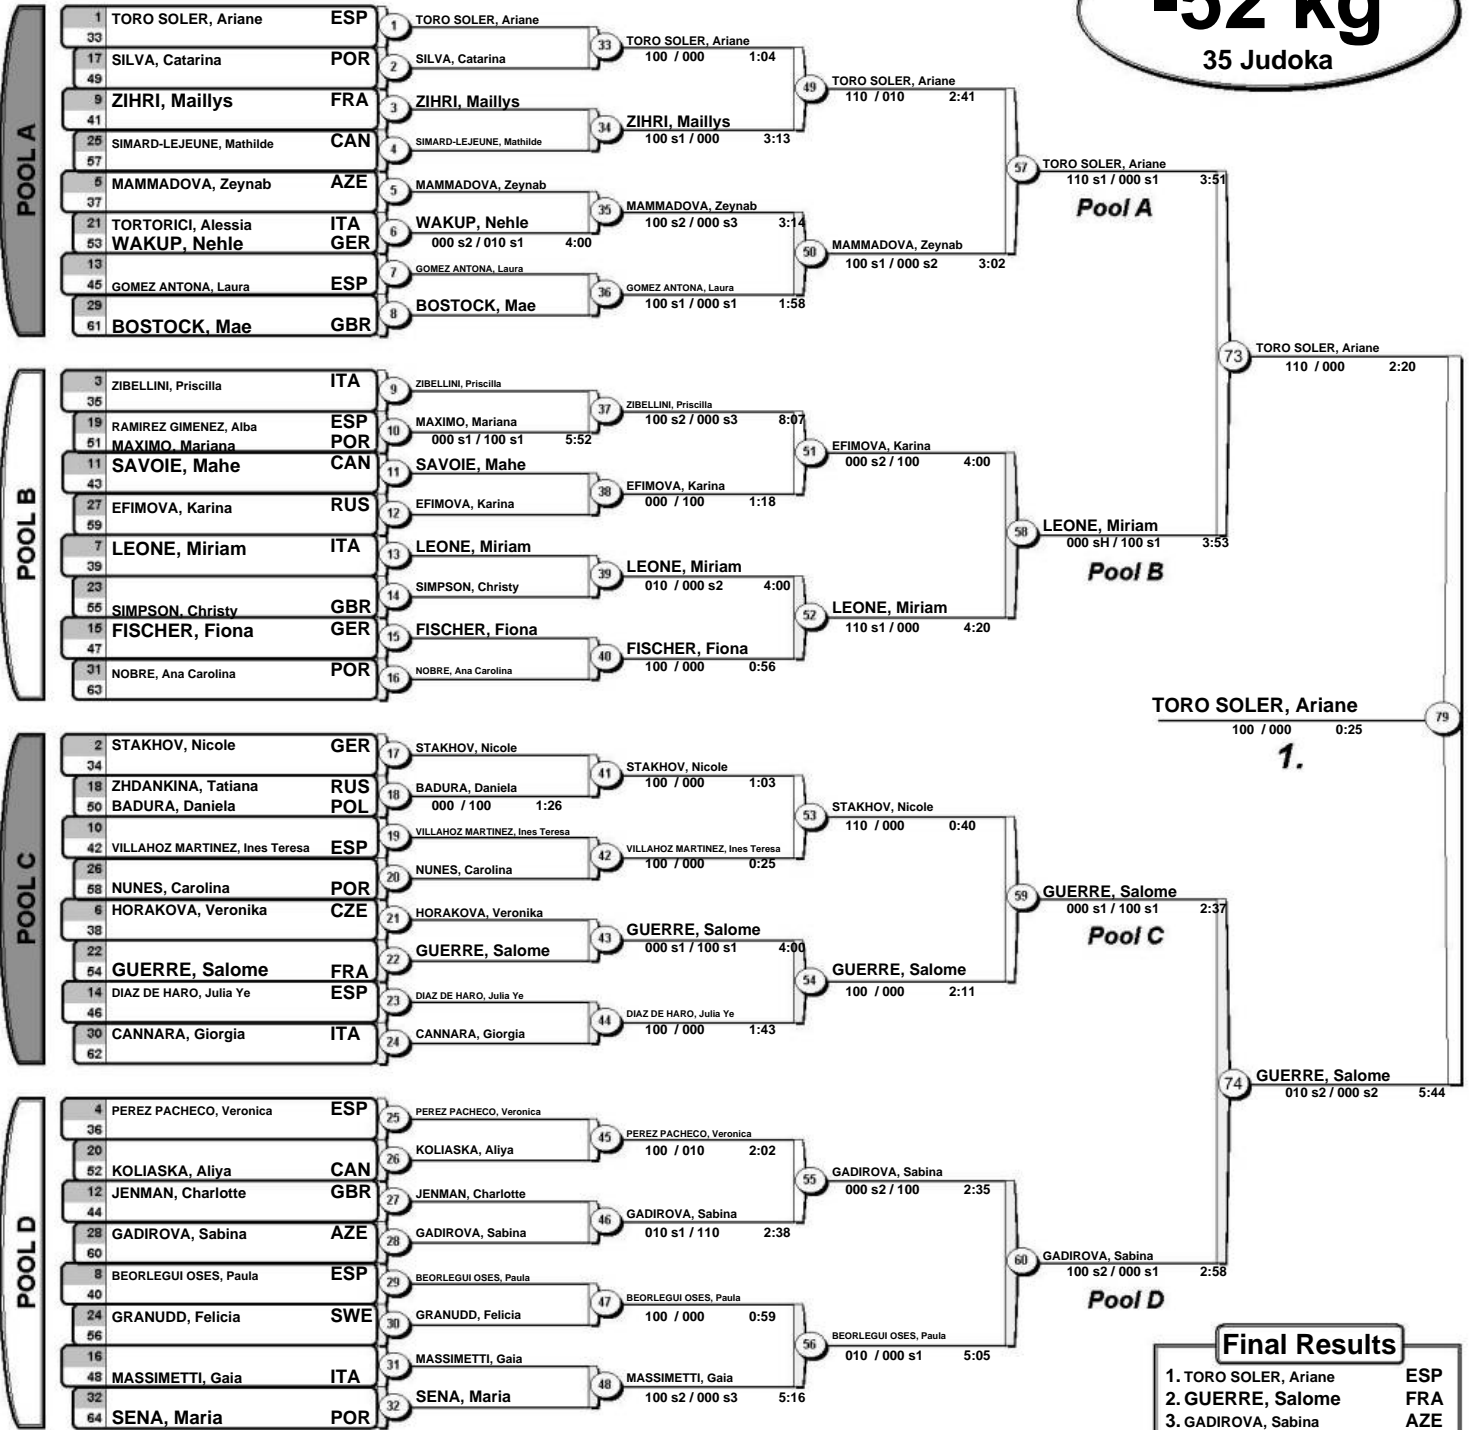 -52 kg
35 Judoka
POOL A
1 TORO SOLER, Ariane ESP
33
17 SILVA, Catarina POR
49
9 ZIHRI, Maillys FRA
41
25 SIMARD-LEJEUNE, Mathilde CAN
57
5 MAMMADOVA, Zeynab AZE
37
21 TORTORICI, Alessia ITA
53 WAKUP, Nehle GER
13
45 GOMEZ ANTONA, Laura ESP
29
61 BOSTOCK, Mae GBR
1 TORO SOLER, Ariane
2 SILVA, Catarina
3 ZIHRI, Maillys
4 SIMARD-LEJEUNE, Mathilde
5 MAMMADOVA, Zeynab
6 WAKUP, Nehle
000 s2 / 010 s1 4:00
7 GOMEZ ANTONA, Laura
8 BOSTOCK, Mae
33 TORO SOLER, Ariane
100 / 000 1:04
34 ZIHRI, Maillys
100 s1 / 000 3:13
35 MAMMADOVA, Zeynab
100 s2 / 000 s3 3:14
36 GOMEZ ANTONA, Laura
100 s1 / 000 s1 1:58
49 TORO SOLER, Ariane
110 / 010 2:41
50 MAMMADOVA, Zeynab
100 s1 / 000 s2 3:02
57 TORO SOLER, Ariane
110 s1 / 000 s1 3:51
Pool A
POOL B
3 ZIBELLINI, Priscilla ITA
35
19 RAMIREZ GIMENEZ, Alba ESP
51 MAXIMO, Mariana POR
11 SAVOIE, Mahe CAN
43
27 EFIMOVA, Karina RUS
59
7 LEONE, Miriam ITA
39
23
55 SIMPSON, Christy GBR
15 FISCHER, Fiona GER
47
31 NOBRE, Ana Carolina POR
63
9 ZIBELLINI, Priscilla
10 MAXIMO, Mariana
000 s1 / 100 s1 5:52
11 SAVOIE, Mahe
12 EFIMOVA, Karina
13 LEONE, Miriam
14 SIMPSON, Christy
15 FISCHER, Fiona
16 NOBRE, Ana Carolina
37 ZIBELLINI, Priscilla
100 s2 / 000 s3 8:07
38 EFIMOVA, Karina
000 / 100 1:18
39 LEONE, Miriam
010 / 000 s2 4:00
40 FISCHER, Fiona
100 / 000 0:56
51 EFIMOVA, Karina
000 s2 / 100 4:00
52 LEONE, Miriam
110 s1 / 000 4:20
58 LEONE, Miriam
000 sH / 100 s1 3:53
Pool B
73 TORO SOLER, Ariane
110 / 000 2:20
TORO SOLER, Ariane 79
100 / 000 0:25
1.
POOL C
2 STAKHOV, Nicole GER
34
18 ZHDANKINA, Tatiana RUS
50 BADURA, Daniela POL
10
42 VILLAHOZ MARTINEZ, Ines Teresa ESP
26
58 NUNES, Carolina POR
6 HORAKOVA, Veronika CZE
38
22
54 GUERRE, Salome FRA
14 DIAZ DE HARO, Julia Ye ESP
46
30 CANNARA, Giorgia ITA
62
17 STAKHOV, Nicole
18 BADURA, Daniela
000 / 100 1:26
19 VILLAHOZ MARTINEZ, Ines Teresa
20 NUNES, Carolina
21 HORAKOVA, Veronika
22 GUERRE, Salome
23 DIAZ DE HARO, Julia Ye
24 CANNARA, Giorgia
41 STAKHOV, Nicole
100 / 000 1:03
42 VILLAHOZ MARTINEZ, Ines Teresa
100 / 000 0:25
43 GUERRE, Salome
000 s1 / 100 s1 4:00
44 DIAZ DE HARO, Julia Ye
100 / 000 1:43
53 STAKHOV, Nicole
110 / 000 0:40
54 GUERRE, Salome
100 / 000 2:11
59 GUERRE, Salome
000 s1 / 100 s1 2:37
Pool C
POOL D
4 PEREZ PACHECO, Veronica ESP
36
20
52 KOLIASKA, Aliya CAN
12 JENMAN, Charlotte GBR
44
28 GADIROVA, Sabina AZE
60
8 BEORLEGUI OSES, Paula ESP
40
24 GRANUDD, Felicia SWE
56
16
48 MASSIMETTI, Gaia ITA
32
64 SENA, Maria POR
25 PEREZ PACHECO, Veronica
26 KOLIASKA, Aliya
27 JENMAN, Charlotte
28 GADIROVA, Sabina
29 BEORLEGUI OSES, Paula
30 GRANUDD, Felicia
31 MASSIMETTI, Gaia
32 SENA, Maria
45 PEREZ PACHECO, Veronica
100 / 010 2:02
46 GADIROVA, Sabina
010 s1 / 110 2:38
47 BEORLEGUI OSES, Paula
100 / 000 0:59
48 MASSIMETTI, Gaia
100 s2 / 000 s3 5:16
55 GADIROVA, Sabina
000 s2 / 100 2:35
56 BEORLEGUI OSES, Paula
010 / 000 s1 5:05
60 GADIROVA, Sabina
100 s2 / 000 s1 2:58
Pool D
74 GUERRE, Salome
010 s2 / 000 s2 5:44
Final Results
1. TORO SOLER, Ariane ESP
2. GUERRE, Salome FRA
3. GADIROVA, Sabina AZE